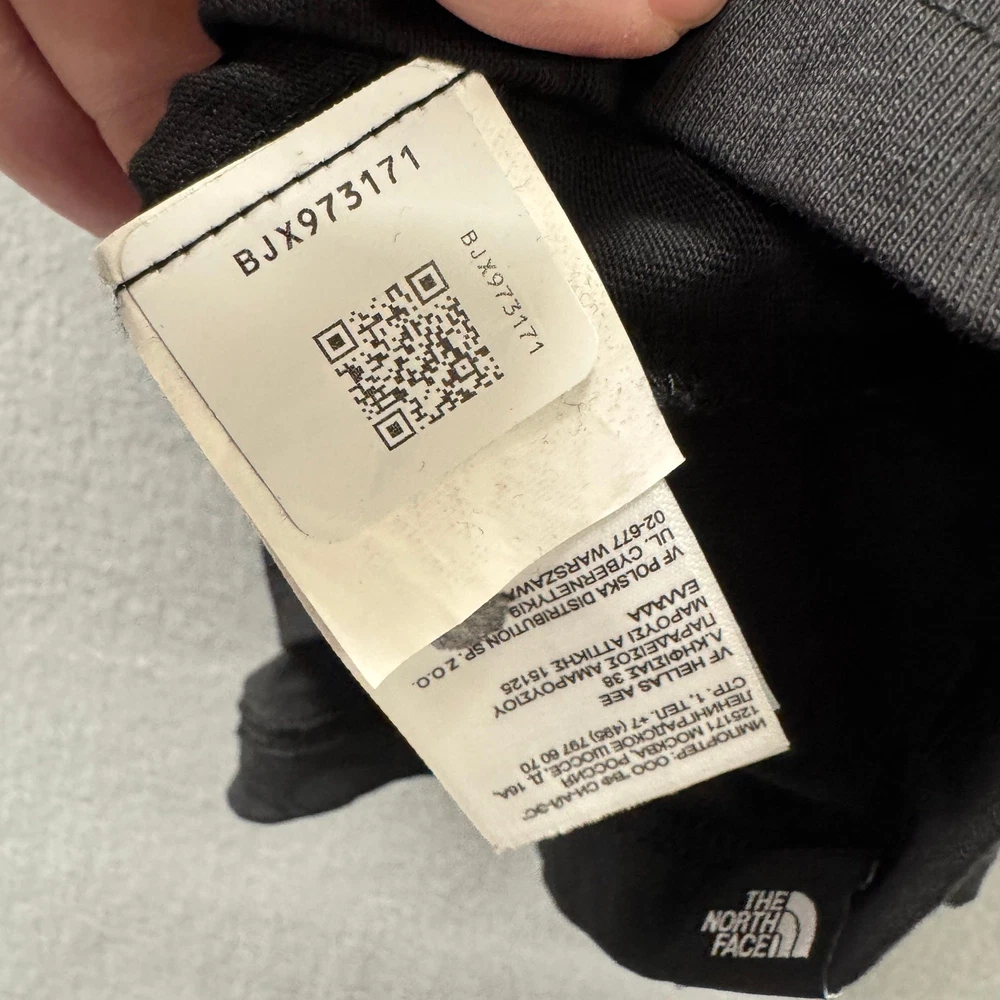 BJX973171
BJX973171
ИМПОРТЕР: ООО "ВФ СИ-АЙ-ЭС"
125171 МОСКВА, РОССИЯ
ЛЕНИНГРАДСКОЕ ШОССЕ, Д. 16А,
СТР. 1, ТЕЛ. +7 (495) 797 60 70
VF HELLAS AEE
Λ.ΚΗΦΙΣΙΑΣ 38
ΠΑΡΑΔΕΙΣΟΣ ΑΜΑΡΟΥΣΙΟΥ
ΜΑΡΟΥΣΙ ΑΤΤΙΚΗΣ 15125
ΕΛΛΑΔΑ
VF POLSKA DISTRIBUTION SP. Z O.O.
UL. CYBERNETYKI9
02-677 WARSZAWA
THE
NORTH
FACE